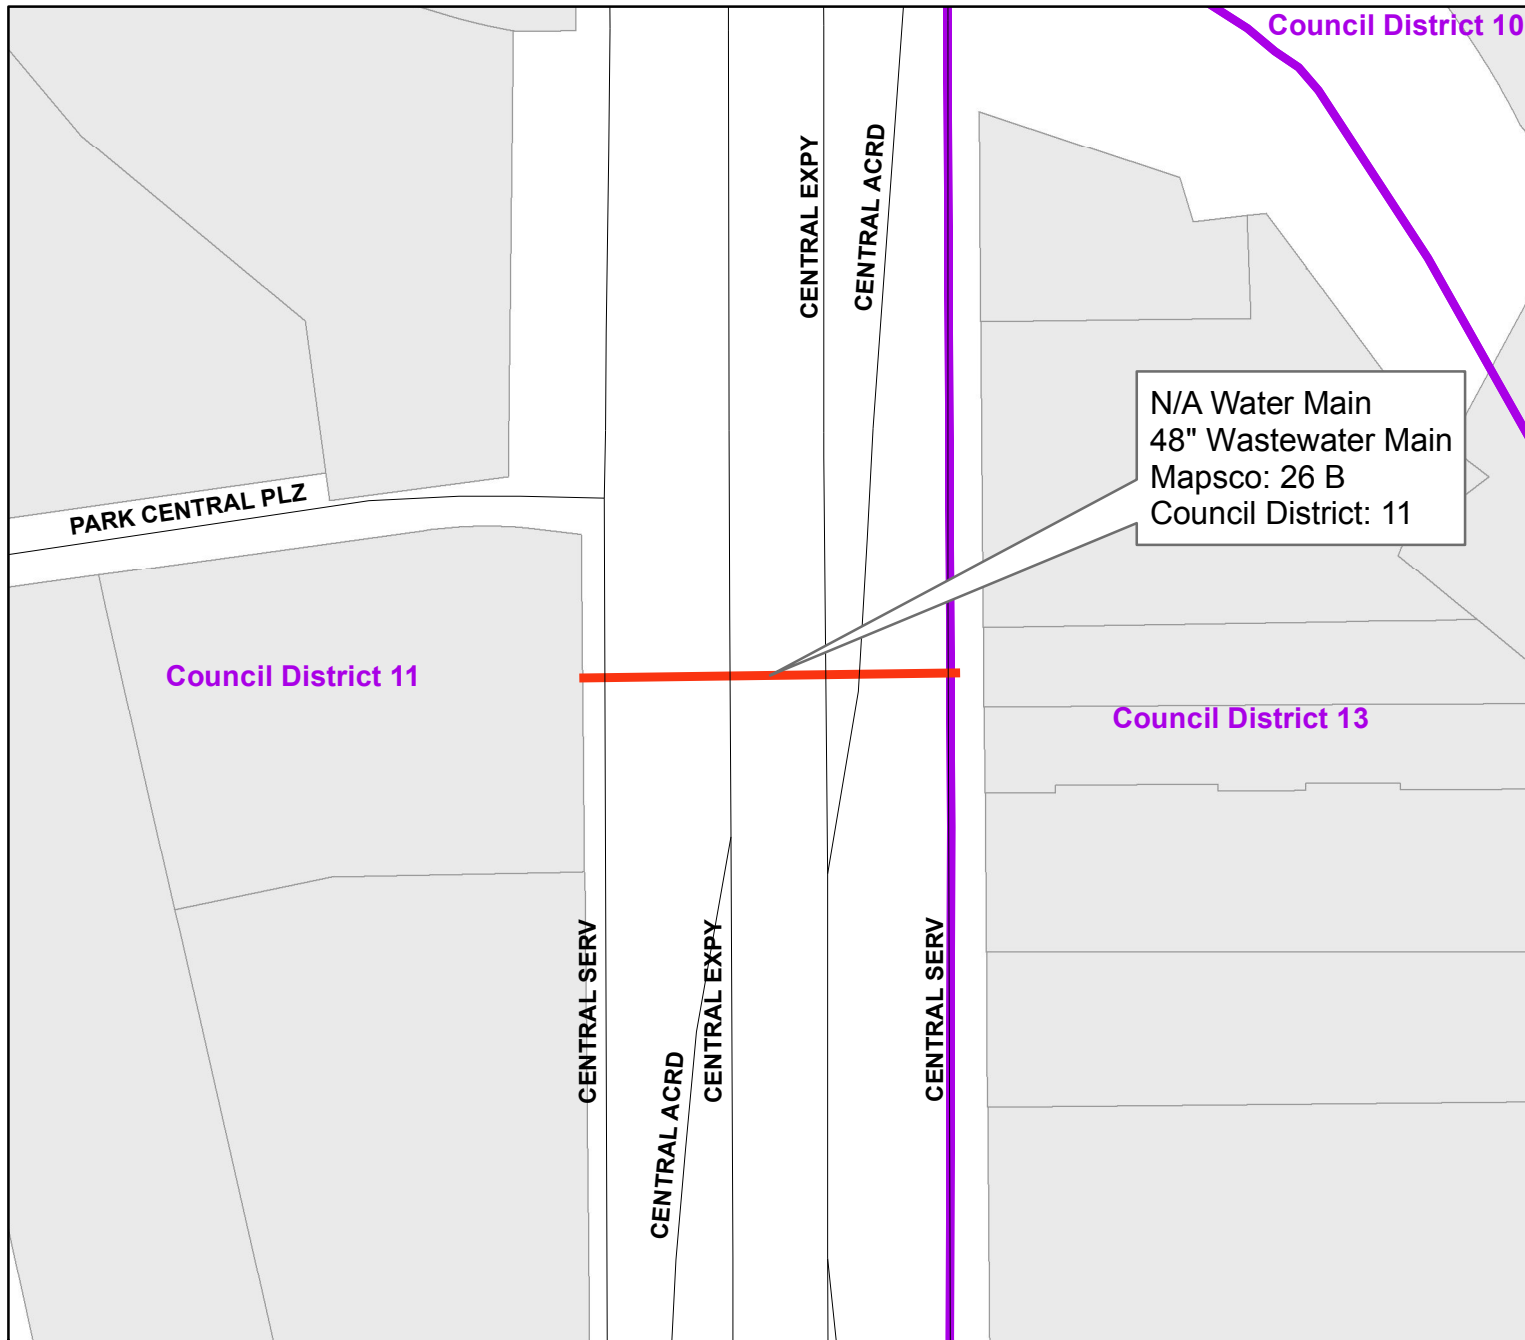 Council District 10
CENTRAL EXPY
CENTRAL ACRD
N/A Water Main
48" Wastewater Main
Mapsco: 26 B
Council District: 11
PARK CENTRAL PLZ
Council District 11
Council District 13
CENTRAL SERV
CENTRAL ACRD
CENTRAL EXPY
CENTRAL SERV